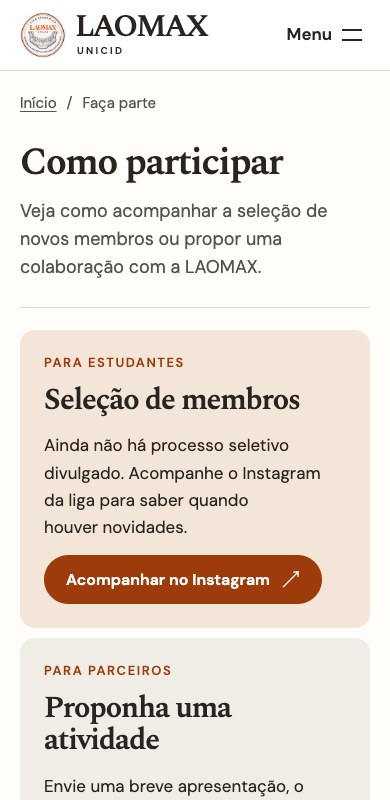 LAOMAX
LAOMAX
UNICID
Menu
Início / Faça parte
Como participar
Veja como acompanhar a seleção de
novos membros ou propor uma
colaboração com a LAOMAX.
PARA ESTUDANTES
Seleção de membros
Ainda não há processo seletivo
divulgado. Acompanhe o Instagram
da liga para saber quando
houver novidades.
Acompanhar no Instagram
PARA PARCEIROS
Proponha uma
atividade
Envie uma breve apresentação, o